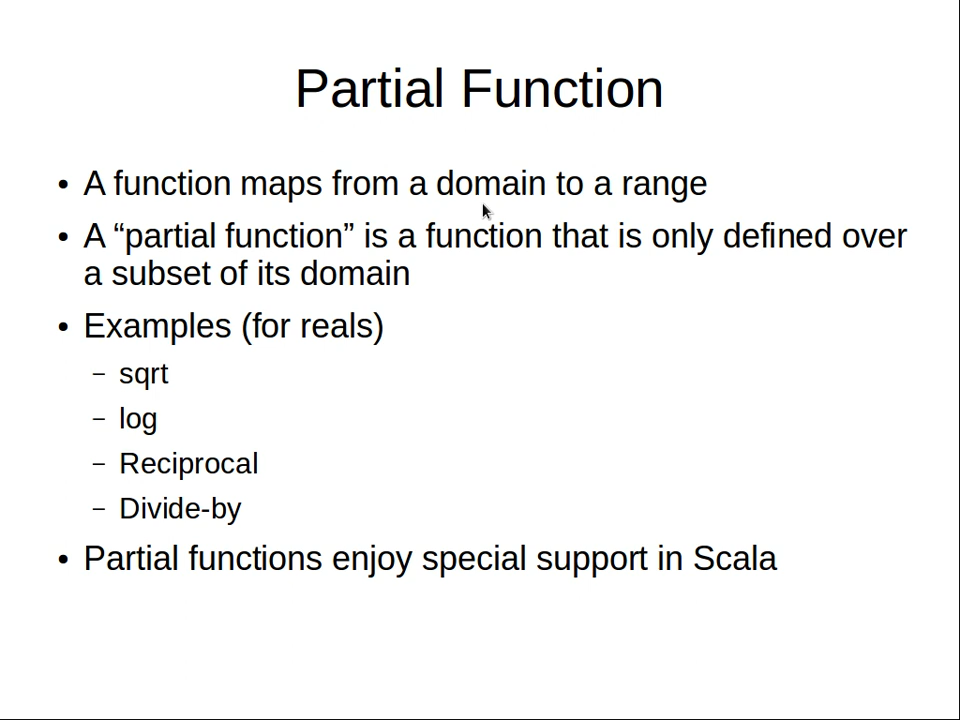 Partial Function
• A function maps from a domain to a range
• A “partial function” is a function that is only defined over
a subset of its domain
• Examples (for reals)
– sqrt
– log
– Reciprocal
– Divide-by
• Partial functions enjoy special support in Scala